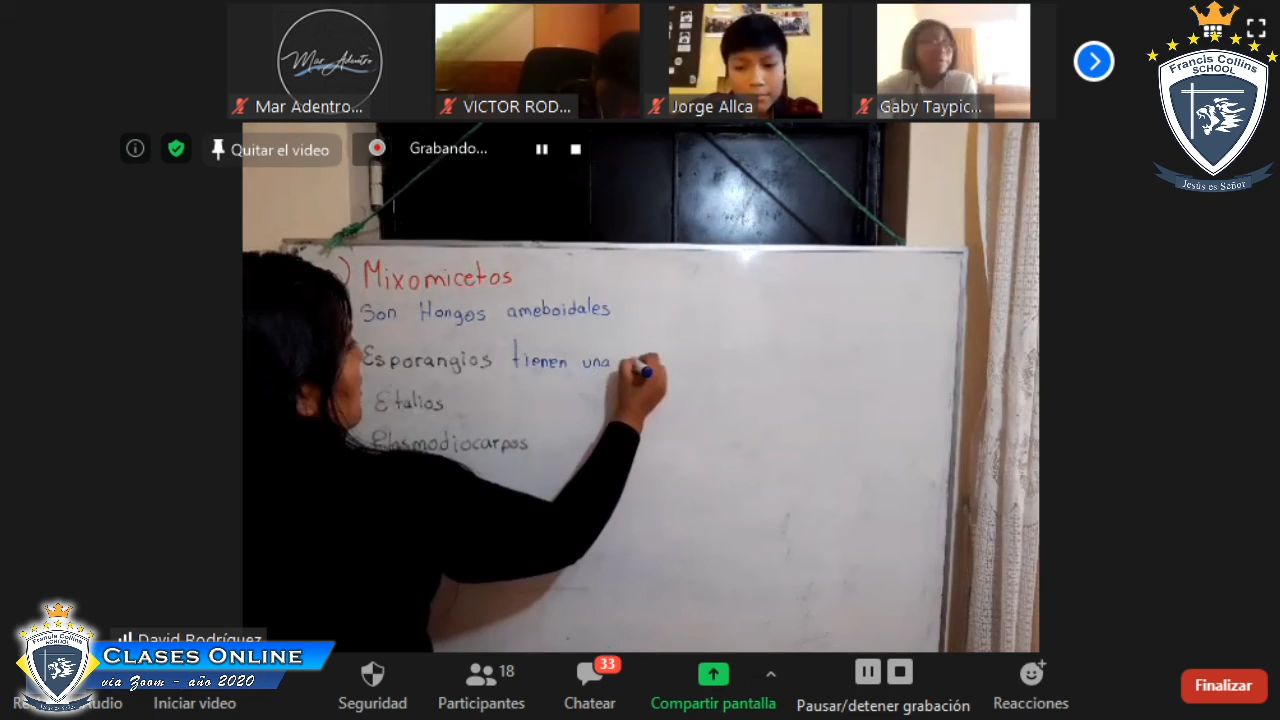 Mar Adentro
Mar Adentro...
VICTOR ROD...
Jorge Allca
Gaby Taypic...
Francis Collins
SCHOOL
Jesús es Señor
Quitar el video
Grabando...
Mixomicetos
Son Hongos ameboidales
Esporangios tienen una
Etalios
Plasmodiocarpos
David Rodríguez
CLASES ONLINE
vía Zoom - año 2020
Iniciar video
Seguridad
Participantes
18
Chatear
33
Compartir pantalla
Pausar/detener grabación
Reacciones
Finalizar